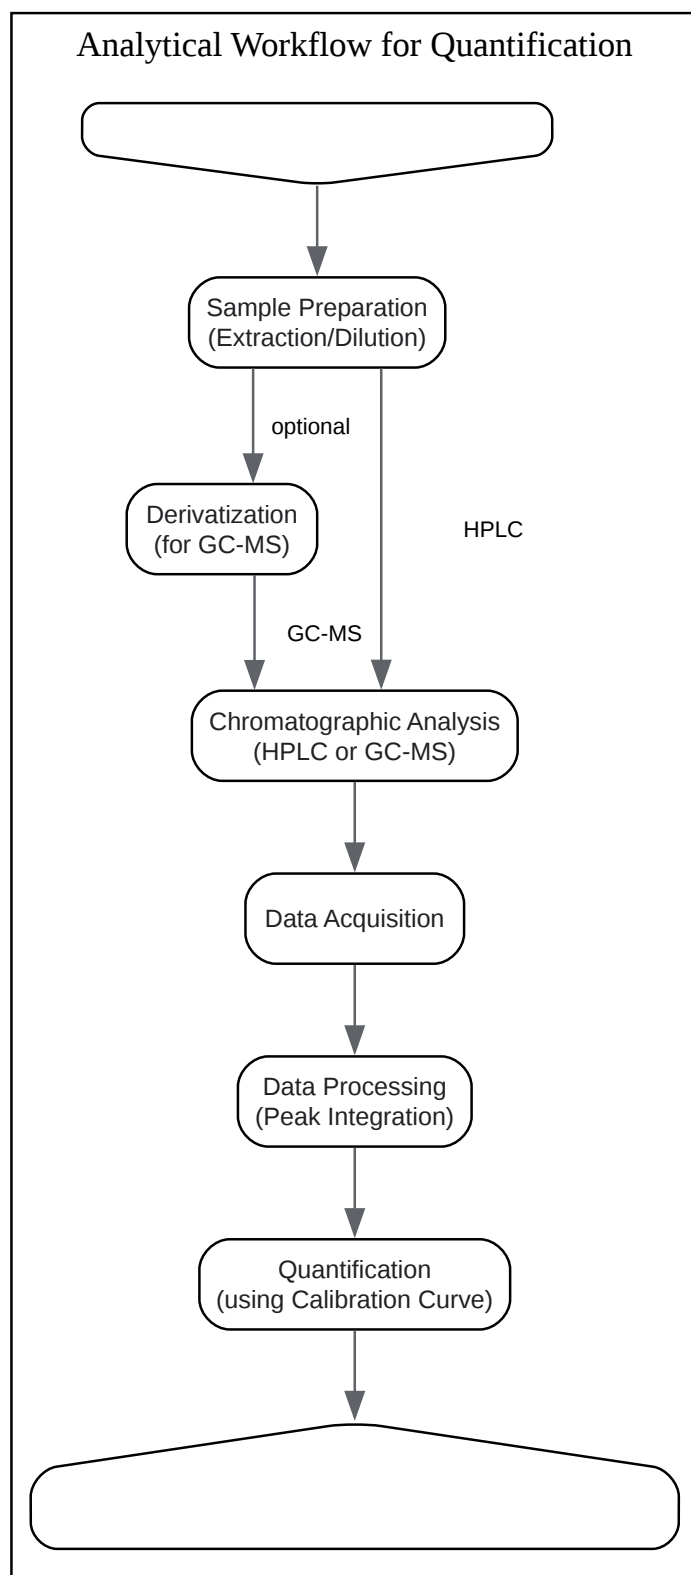 Analytical Workflow for Quantification
Sample Preparation
(Extraction/Dilution)
optional
Derivatization
(for GC-MS)
HPLC
GC-MS
Chromatographic Analysis
(HPLC or GC-MS)
Data Acquisition
Data Processing
(Peak Integration)
Quantification
(using Calibration Curve)